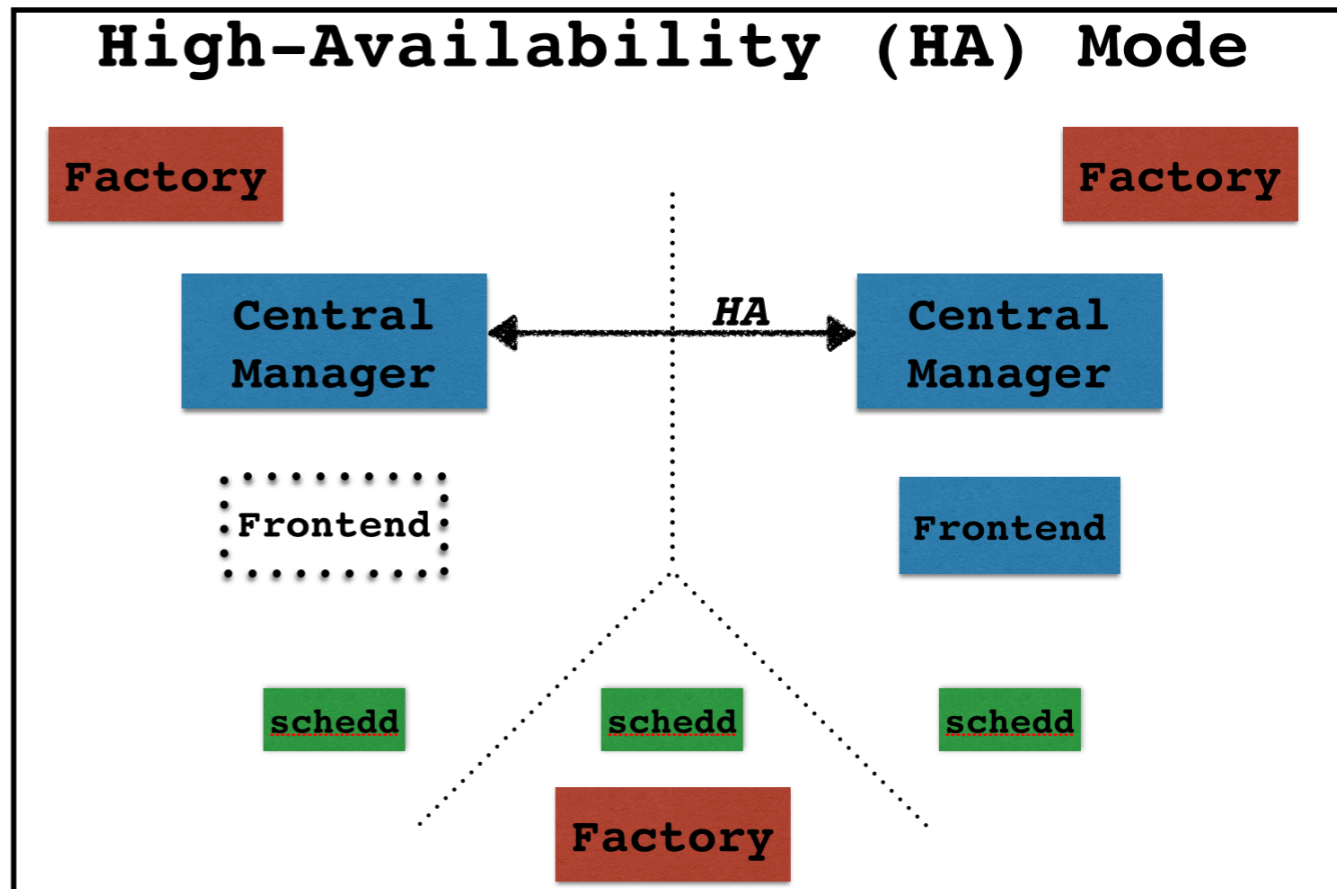 High-Availability (HA) Mode
Factory
Factory
Central
Manager
HA
Central
Manager
Frontend
Frontend
schedd
schedd
schedd
Factory